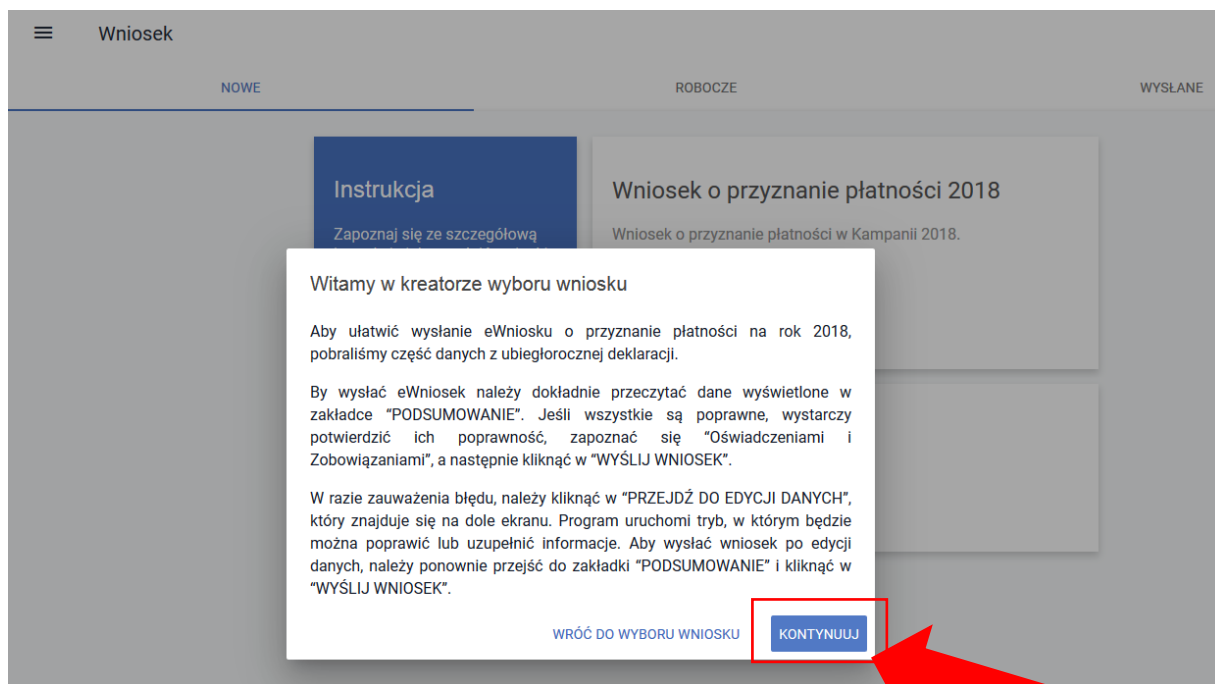 Wniosek
NOWE
ROBOCZE
WYSŁANE
Instrukcja
Zapoznaj się ze szczegółową
Wniosek o przyznanie płatności 2018
Wniosek o przyznanie płatności w Kampanii 2018.
Witamy w kreatorze wyboru wniosku
Aby ułatwić wysłanie eWniosku o przyznanie płatności na rok 2018,
pobraliśmy część danych z ubiegłorocznej deklaracji.
By wysłać eWniosek należy dokładnie przeczytać dane wyświetlone w
zakładce “PODSUMOWANIE”. Jeśli wszystkie są poprawne, wystarczy
potwierdzić ich poprawność, zapoznać się “Oświadczeniami i
Zobowiązaniami”, a następnie kliknąć w “WYŚLIJ WNIOSEK”.
W razie zauważenia błędu, należy kliknąć w “PRZEJDŹ DO EDYCJI DANYCH”,
który znajduje się na dole ekranu. Program uruchomi tryb, w którym będzie
można poprawić lub uzupełnić informacje. Aby wysłać wniosek po edycji
danych, należy ponownie przejść do zakładki “PODSUMOWANIE” i kliknąć w
“WYŚLIJ WNIOSEK”.
WRÓĆ DO WYBORU WNIOSKU
KONTYNUUJ